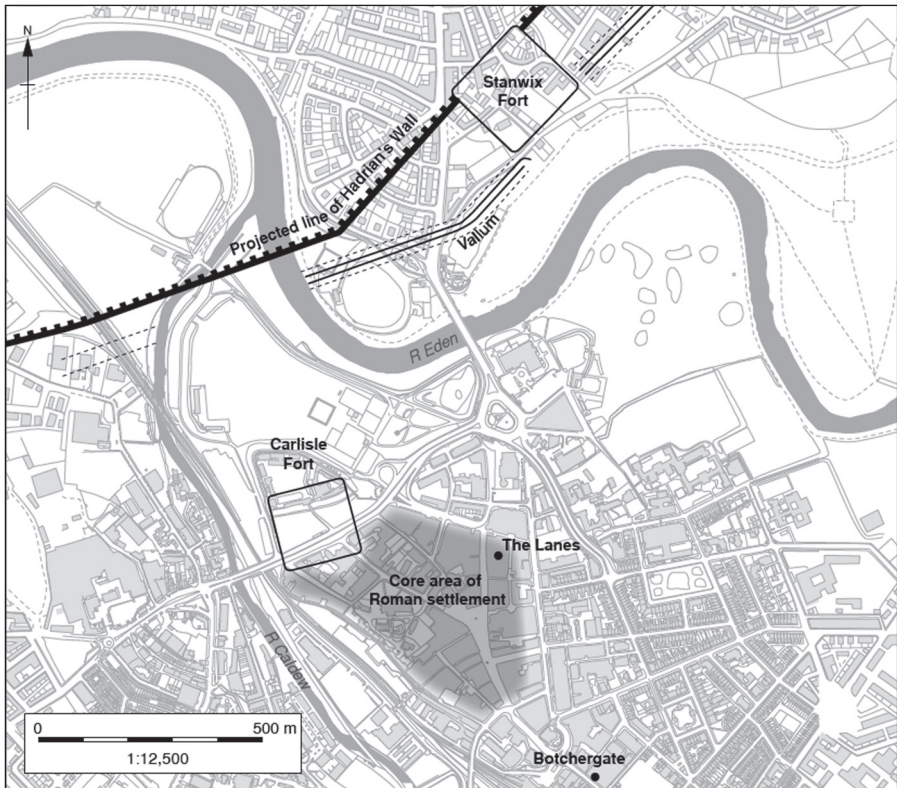 N
Stanwix
Fort
Projected line of Hadrian's Wall
Vallum
R Eden
Carlisle
Fort
The Lanes
Core area of
Roman settlement
R Caldew
0 500 m
1:12,500
Botchergate